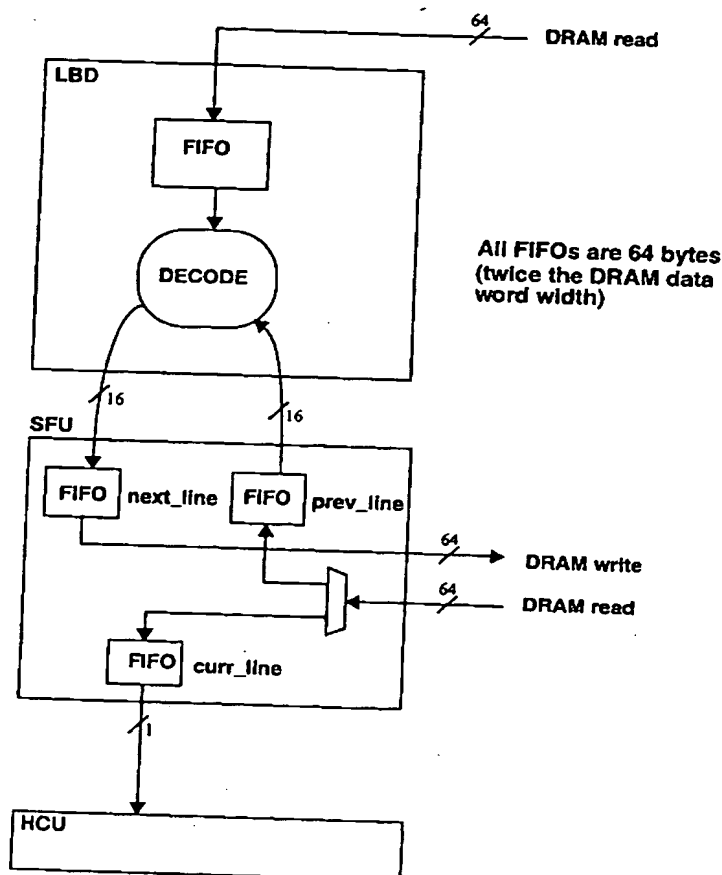 64
DRAM read
LBD
FIFO
DECODE
All FIFOs are 64 bytes
(twice the DRAM data
word width)
16
16
SFU
FIFO
next_line
FIFO
prev_line
64
DRAM write
64
DRAM read
FIFO
curr_line
1
HCU